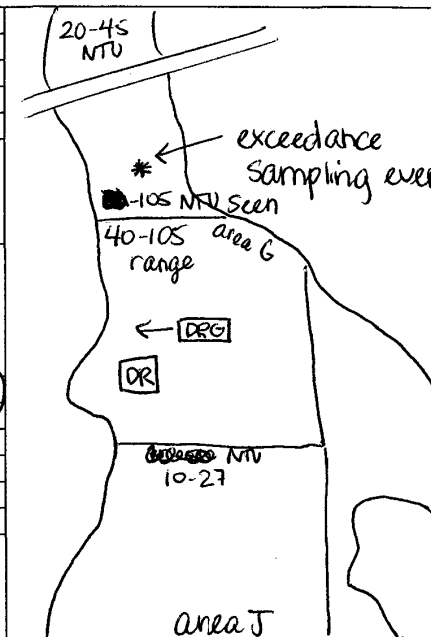 20-45
NTU
exceedance
Sampling even
-105 NTU Seen
40-105
range
area G
DRG
DR
NTU
10-27
area J